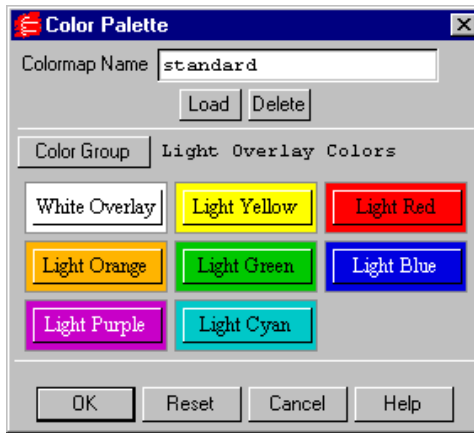 Color Palette
Colormap Name standard
Load Delete
Color Group Light Overlay Colors
White Overlay Light Yellow Light Red
Light Orange Light Green Light Blue
Light Purple Light Cyan
OK Reset Cancel Help